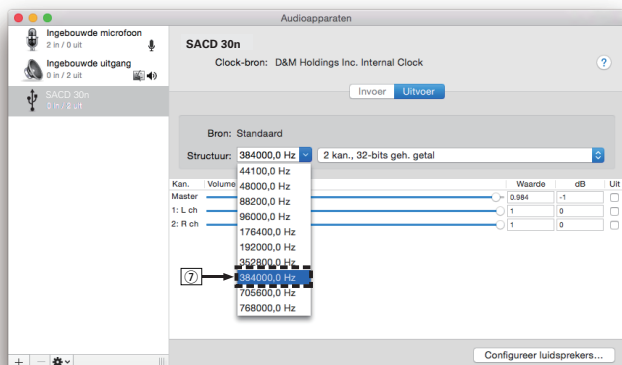 Audioapparaten
Ingebouwde microfoon
2 in / 0 uit
Ingebouwde uitgang
0 in / 2 uit
SACD 30n
0 in / 2 uit
SACD 30n
Clock-bron: D&M Holdings Inc. Internal Clock
?
Invoer Uitvoer
Bron: Standaard
Structuur: 384000,0 Hz 2 kan., 32-bits geh. getal
44100,0 Hz
48000,0 Hz
88200,0 Hz
96000,0 Hz
176400,0 Hz
192000,0 Hz
352800,0 Hz
384000,0 Hz
705600,0 Hz
768000,0 Hz
⑦
Kan. Volume Waarde dB Uit
Master 0.984 -1
1: L ch 1 0
2: R ch 1 0
Configureer luidsprekers...